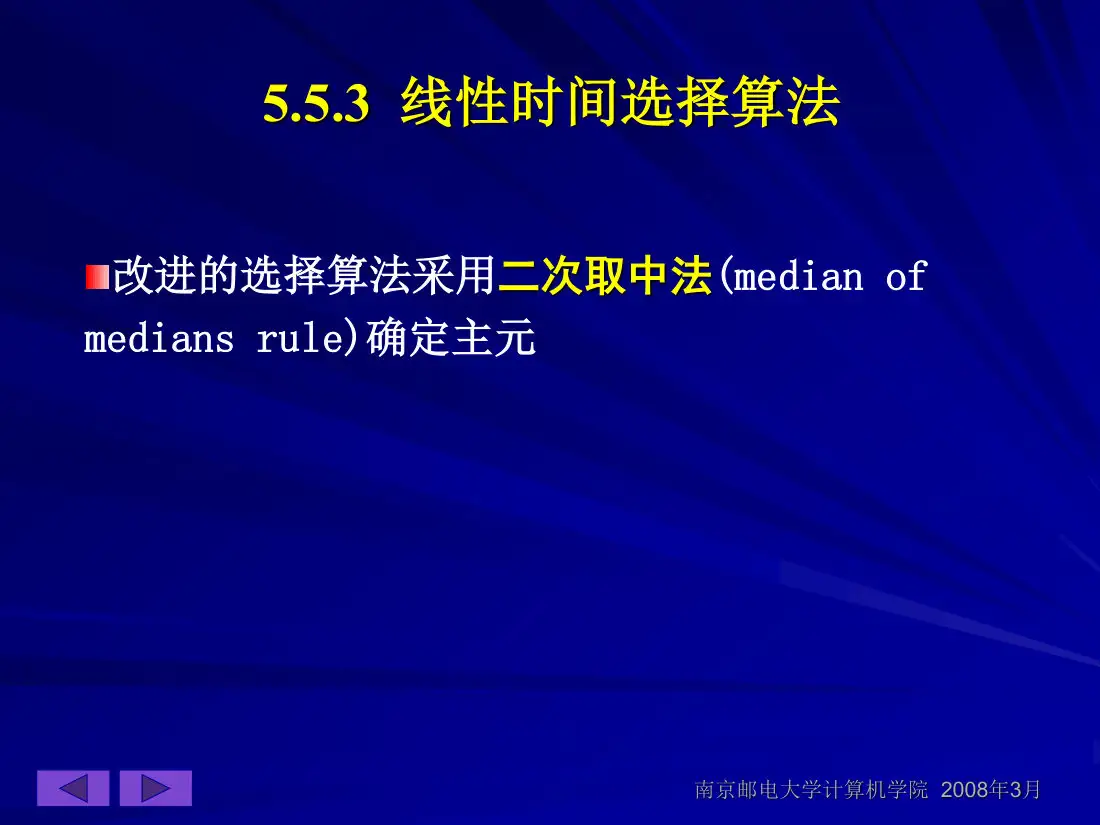 5.5.3 线性时间选择算法
改进的选择算法采用二次取中法(median of
medians rule)确定主元
南京邮电大学计算机学院 2008年3月